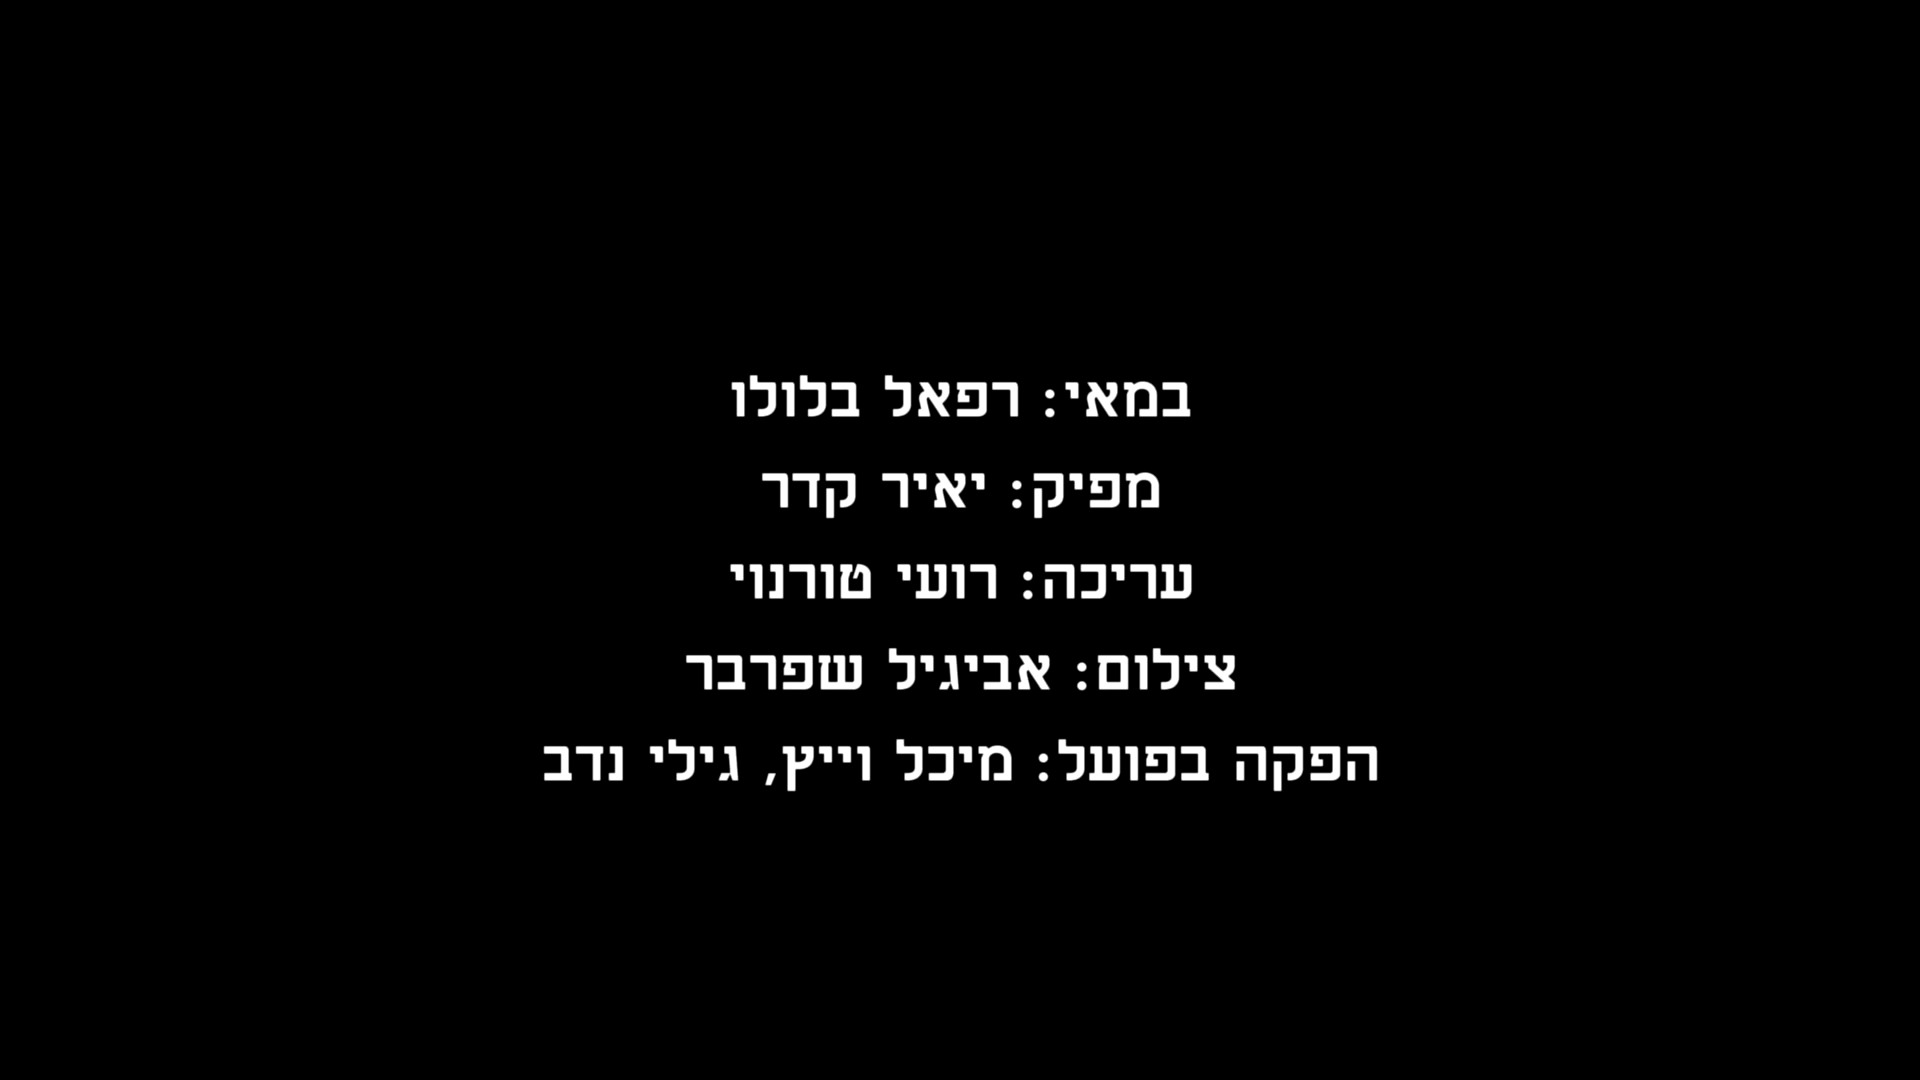 במאי: רפאל בלולו
מפיק: יאיר קדר
עריכה: רועי טורנוי
צילום: אביגיל שפרבר
הפקה בפועל: מיכל וייץ, גילי נדב